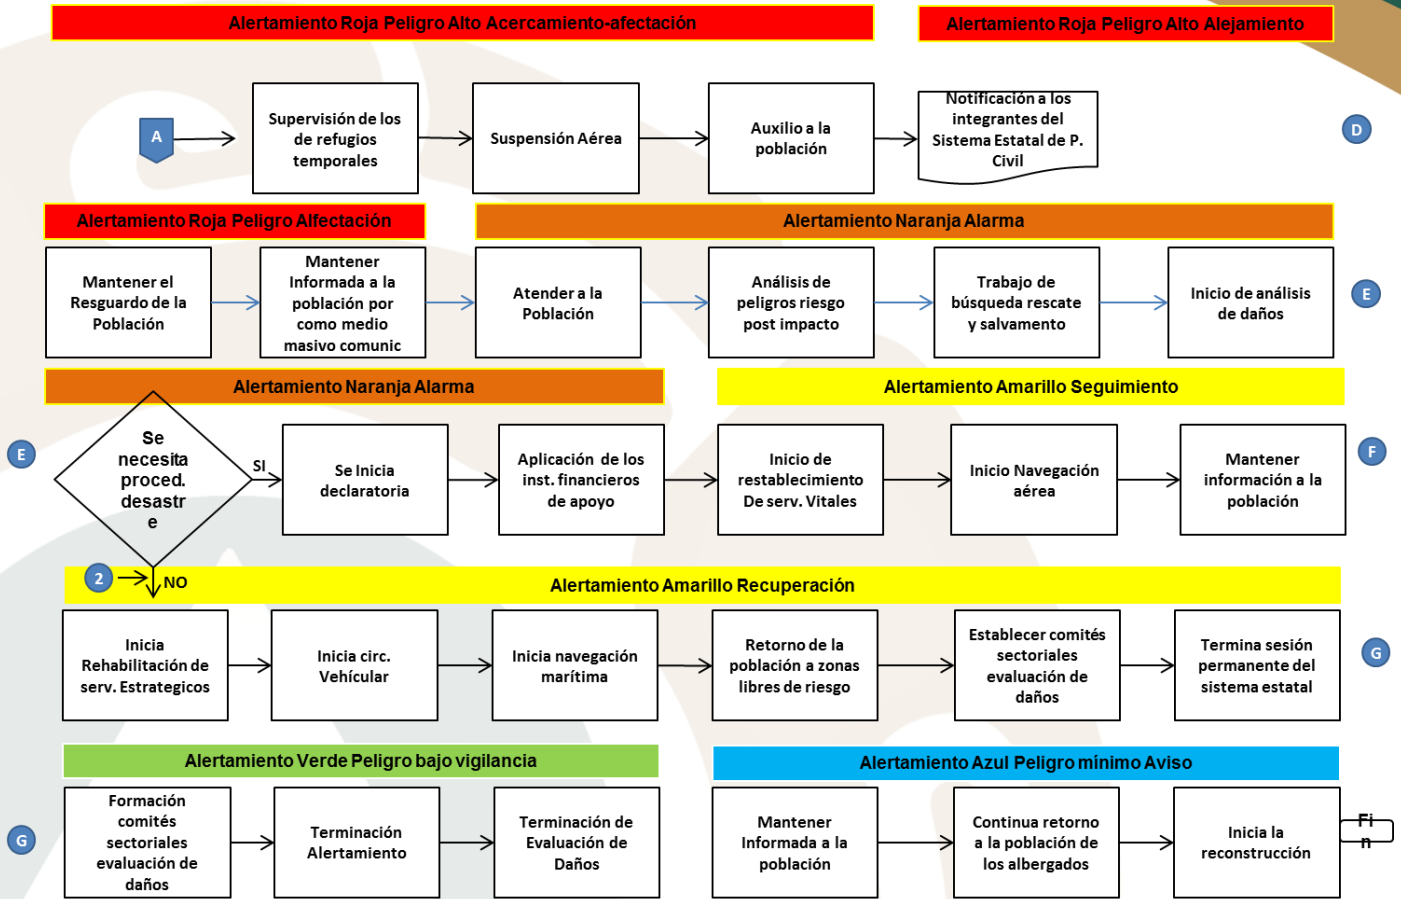 Alertamiento Roja Peligro Alto Acercamiento-afectación
Alertamiento Roja Peligro Alto Alejamiento
A
Supervisión de los
de refugios
temporales
Suspensión Aérea
Auxilio a la
población
Notificación a los
integrantes del
Sistema Estatal de P.
Civil
D
Alertamiento Roja Peligro Alfectación
Alertamiento Naranja Alarma
Mantener el
Resguardo de la
Población
Mantener
Informada a la
población por
como medio
masivo comunic
Atender a la
Población
Análisis de
peligros riesgo
post impacto
Trabajo de
búsqueda rescate
y salvamento
Inicio de análisis
de daños
E
Alertamiento Naranja Alarma
Alertamiento Amarillo Seguimiento
E
Se
necesita
proced.
desastr
e
SI
Se Inicia
declaratoria
Aplicación de los
inst. financieros
de apoyo
Inicio de
restablecimiento
De serv. Vitales
Inicio Navegación
aérea
Mantener
información a la
población
F
2
NO
Alertamiento Amarillo Recuperación
Inicia
Rehabilitación de
serv. Estrategicos
Inicia circ.
Vehícular
Inicia navegación
marítima
Retorno de la
población a zonas
libres de riesgo
Establecer comités
sectoriales
evaluación de
daños
Termina sesión
permanente del
sistema estatal
G
Alertamiento Verde Peligro bajo vigilancia
Alertamiento Azul Peligro mínimo Aviso
G
Formación
comités
sectoriales
evaluación de
daños
Terminación
Alertamiento
Terminación de
Evaluación de
Daños
Mantener
Informada a la
población
Continua retorno
a la población de
los albergados
Inicia la
reconstrucción
Fi
n